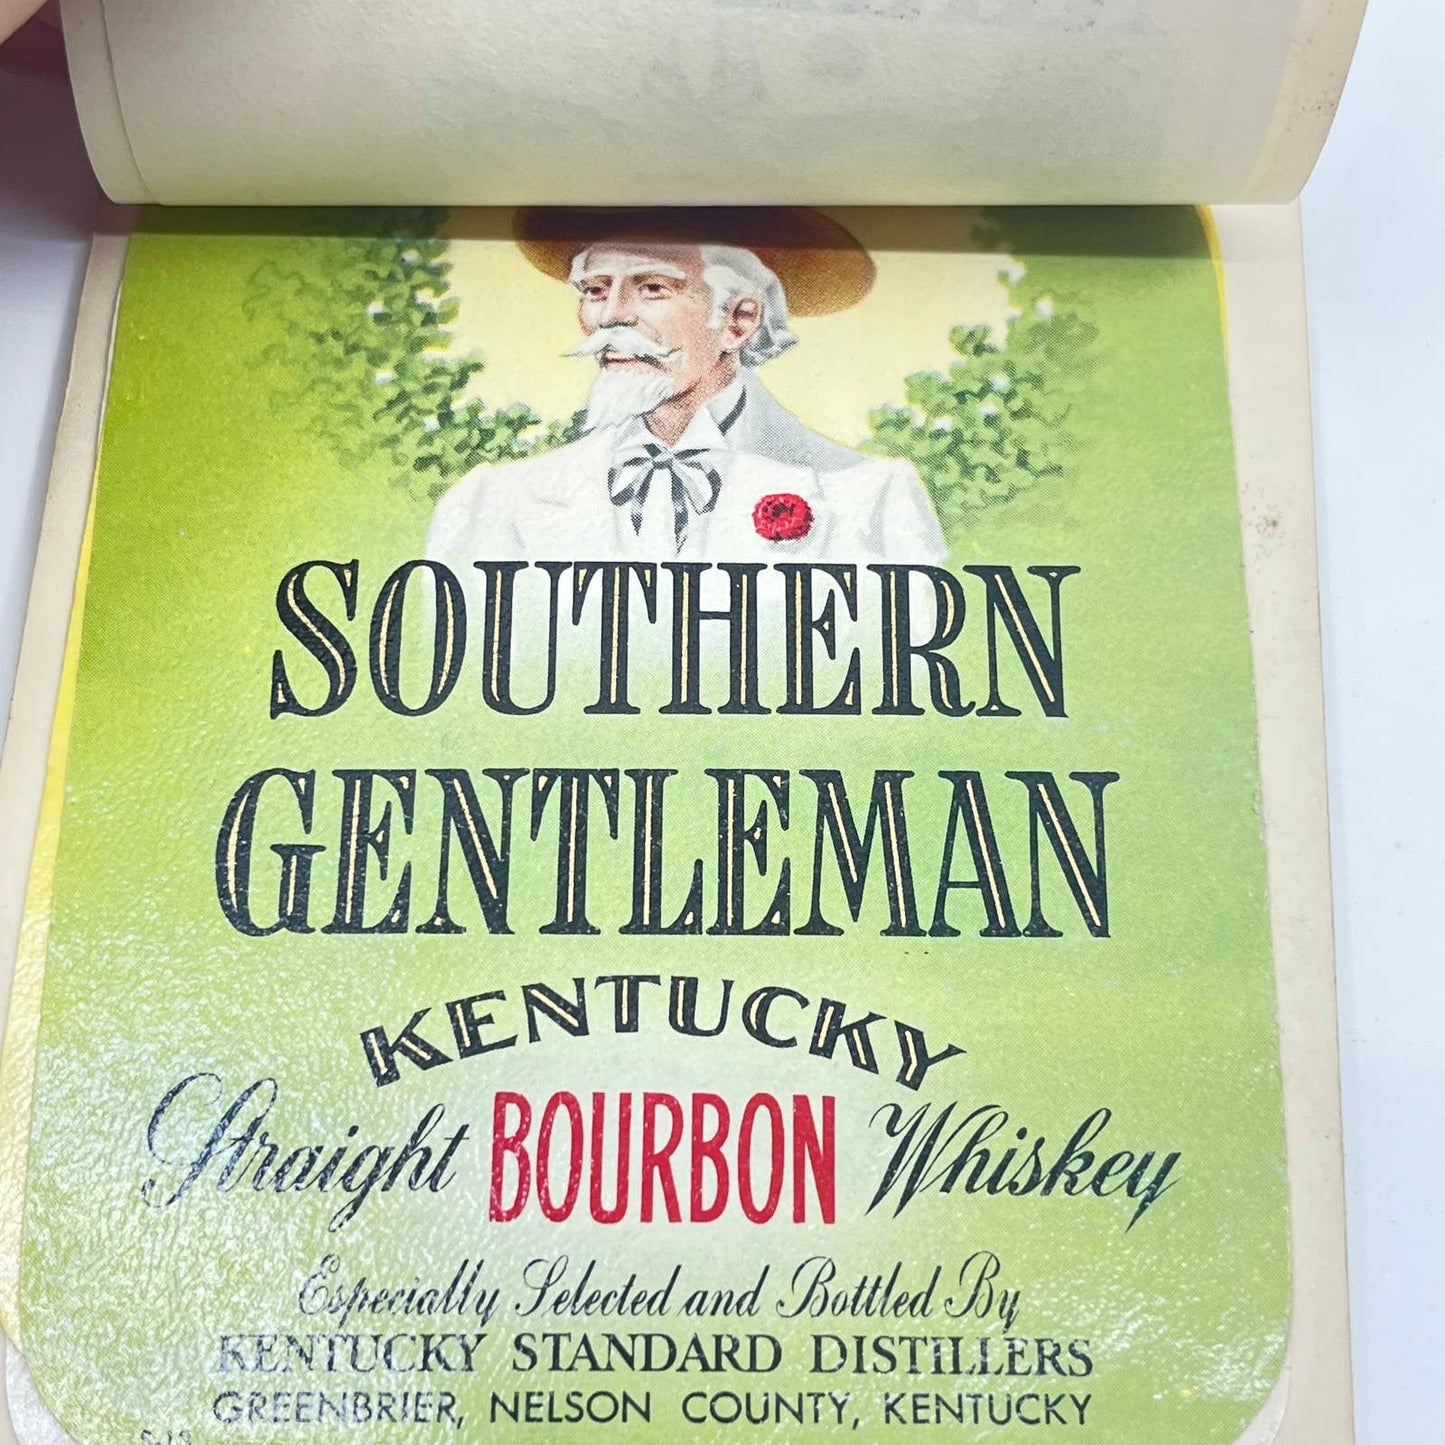 SOUTHERN
GENTLEMAN
KENTUCKY
Straight BOURBON Whiskey
Especially Selected and Bottled By
KENTUCKY STANDARD DISTILLERS
GREENBRIER, NELSON COUNTY, KENTUCKY